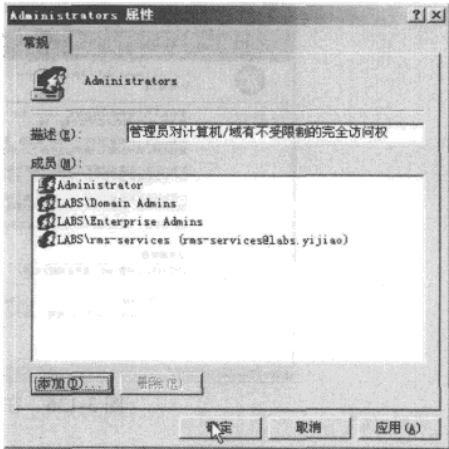 Administrators 属性
常规
Administrators
描述(E):
管理员对计算机/域有不受限制的完全访问权
成员(M):
Administrator
LABS\Domain Admins
LABS\Enterprise Admins
LABS\rms-services (rms-services@labs.yijiao)
添加(D)... 删除(R)
确定 取消 应用(A)